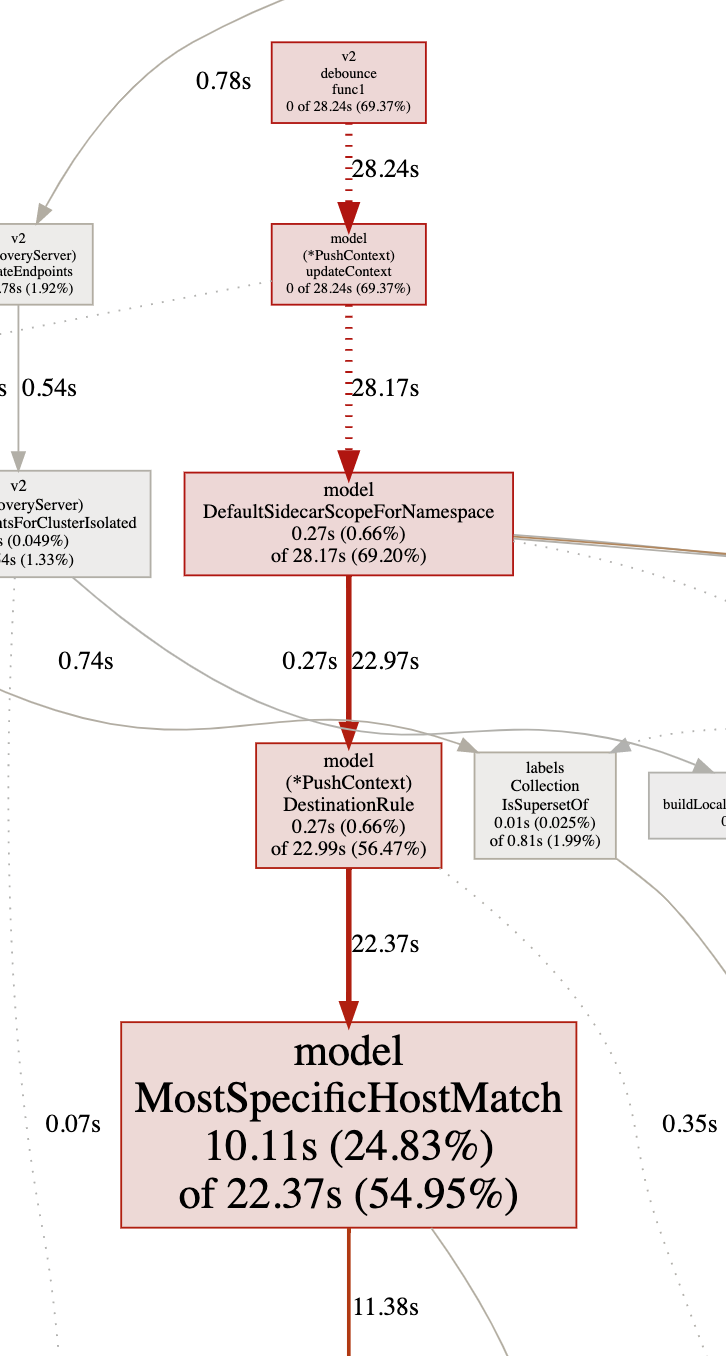 0.78s
v2
debounce
func1
0 of 28.24s (69.37%)
28.24s
v2
overyServer)
ateEndpoints
.78s (1.92%)
model
(*PushContext)
updateContext
0 of 28.24s (69.37%)
s
0.54s
28.17s
v2
overyServer)
ntsForClusterIsolated
s (0.049%)
4s (1.33%)
model
DefaultSidecarScopeForNamespace
0.27s (0.66%)
of 28.17s (69.20%)
0.74s
0.27s
22.97s
model
(*PushContext)
DestinationRule
0.27s (0.66%)
of 22.99s (56.47%)
labels
Collection
IsSupersetOf
0.01s (0.025%)
of 0.81s (1.99%)
buildLocal
0
22.37s
model
MostSpecificHostMatch
10.11s (24.83%)
of 22.37s (54.95%)
0.07s
0.35s
11.38s